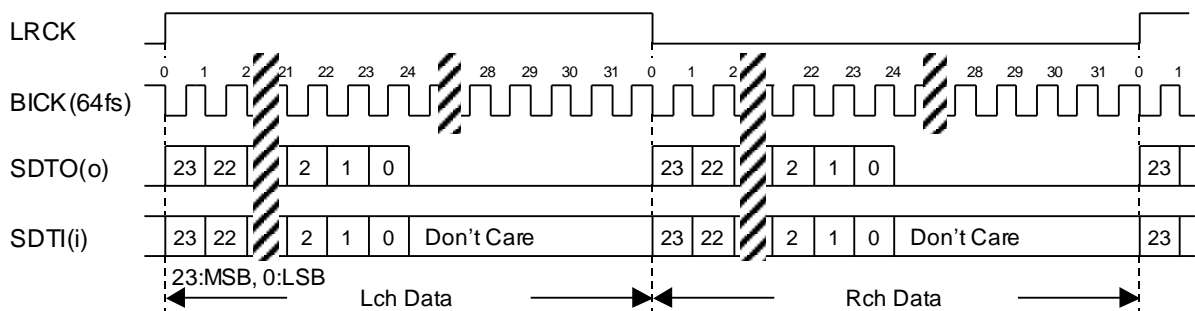 LRCK
0 1 2 21 22 23 24 28 29 30 31 0 1 2 22 23 24 28 29 30 31 0 1
BICK(64fs)
SDTO(o) 23 22 2 1 0 23 22 2 1 0 23
SDTI(i) 23 22 2 1 0 Don't Care 23 22 2 1 0 Don't Care 23
23:MSB, 0:LSB
Lch Data Rch Data